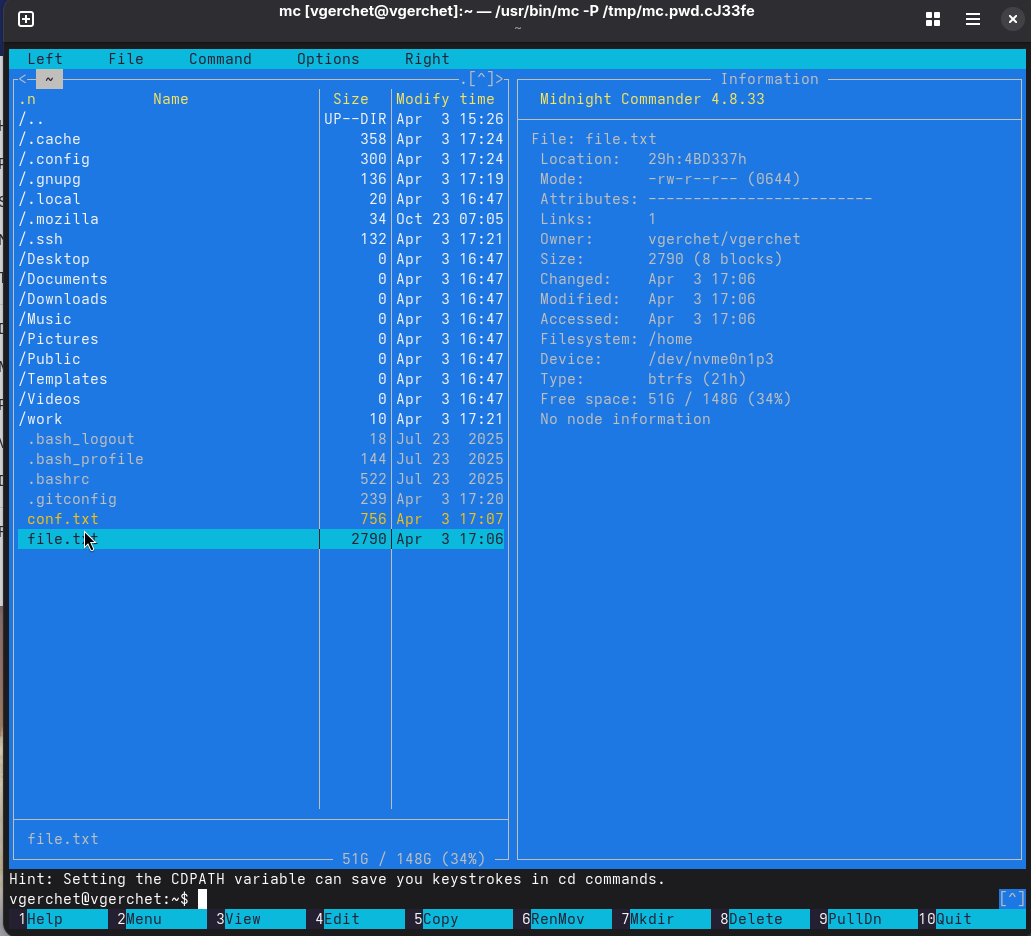 mc [vgerchet@vgerchet]:~ — /usr/bin/mc -P /tmp/mc.pwd.cJ33fe
~
Left File Command Options Right
<─ ~ .[^]> Information
.n Name Size Modify time Midnight Commander 4.8.33
/.. UP--DIR Apr 3 15:26
/.cache 358 Apr 3 17:24 File: file.txt
/.config 300 Apr 3 17:24 Location: 29h:4BD337h
/.gnupg 136 Apr 3 17:19 Mode: -rw-r--r-- (0644)
/.local 20 Apr 3 16:47 Attributes: -------------------------
/.mozilla 34 Oct 23 07:05 Links: 1
/.ssh 132 Apr 3 17:21 Owner: vgerchet/vgerchet
/Desktop 0 Apr 3 16:47 Size: 2790 (8 blocks)
/Documents 0 Apr 3 16:47 Changed: Apr 3 17:06
/Downloads 0 Apr 3 16:47 Modified: Apr 3 17:06
/Music 0 Apr 3 16:47 Accessed: Apr 3 17:06
/Pictures 0 Apr 3 16:47 Filesystem: /home
/Public 0 Apr 3 16:47 Device: /dev/nvme0n1p3
/Templates 0 Apr 3 16:47 Type: btrfs (21h)
/Videos 0 Apr 3 16:47 Free space: 51G / 148G (34%)
/work 10 Apr 3 17:21 No node information
.bash_logout 18 Jul 23 2025
.bash_profile 144 Jul 23 2025
.bashrc 522 Jul 23 2025
.gitconfig 239 Apr 3 17:20
conf.txt 756 Apr 3 17:07
file.txt 2790 Apr 3 17:06
file.txt
51G / 148G (34%)
Hint: Setting the CDPATH variable can save you keystrokes in cd commands.
vgerchet@vgerchet:~$ [^]
1Help 2Menu 3View 4Edit 5Copy 6RenMov 7Mkdir 8Delete 9PullDn 10Quit